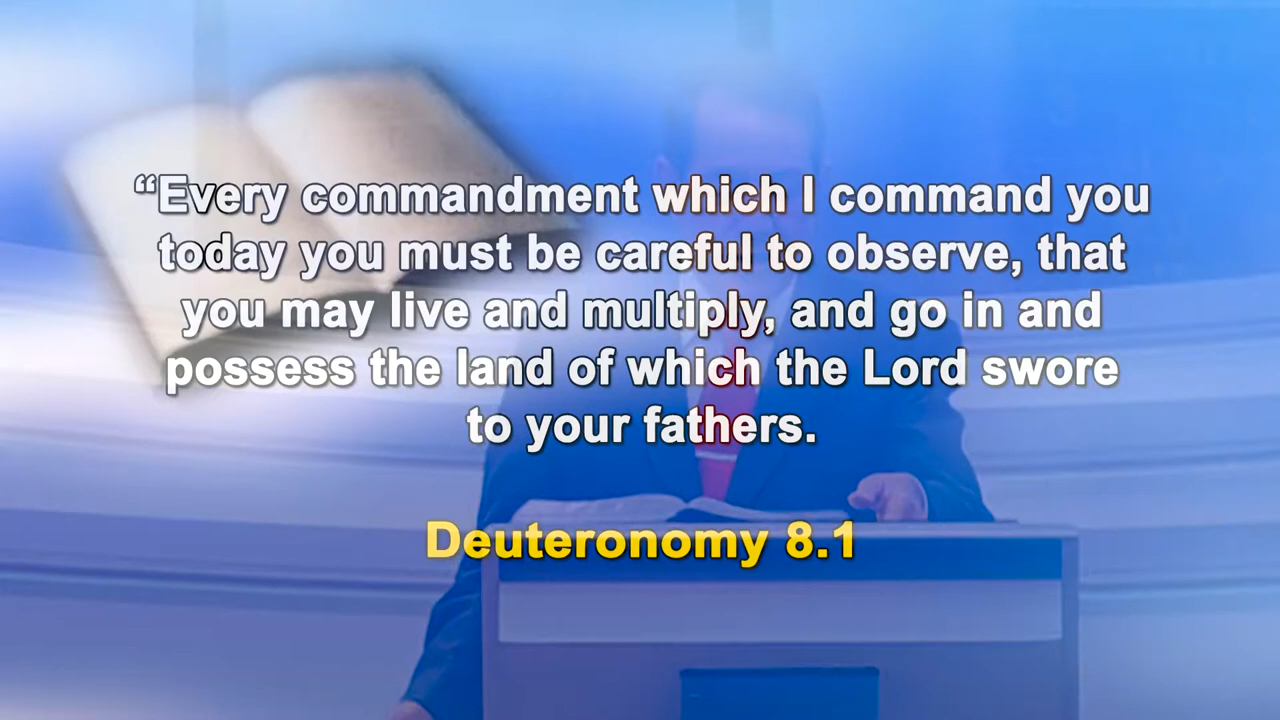 “Every commandment which I command you
today you must be careful to observe, that
you may live and multiply, and go in and
possess the land of which the Lord swore
to your fathers.
Deuteronomy 8.1